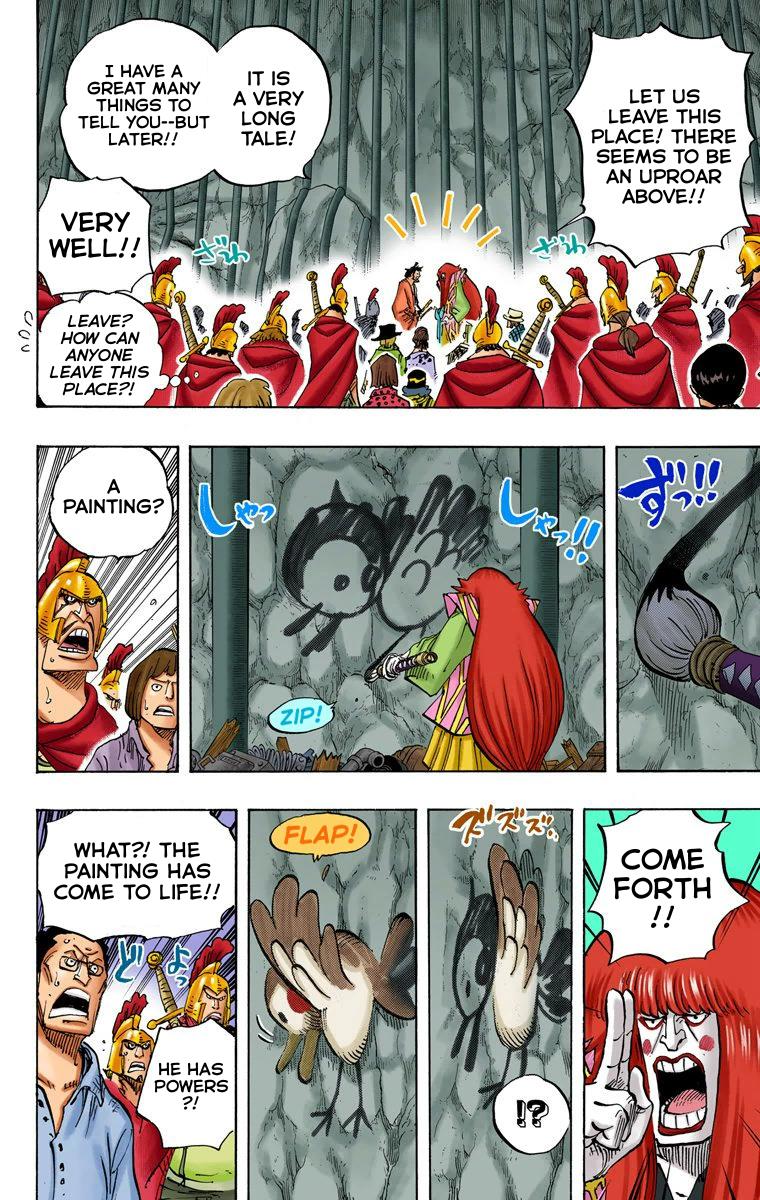 LET US
LEAVE THIS
PLACE! THERE
SEEMS TO BE
AN UPROAR
ABOVE!!
IT IS
A VERY
LONG
TALE!
I HAVE A
GREAT MANY
THINGS TO
TELL YOU--BUT
LATER!!
VERY
WELL!!
ざわ
ざわ
LEAVE?
HOW CAN
ANYONE
LEAVE THIS
PLACE?!
ずっ!!
しゃっ!!
しゃっ
ZIP!
A
PAINTING?
COME
FORTH
!!
ズズズ..
!?
FLAP!
WHAT?! THE
PAINTING HAS
COME TO LIFE!!
どよっ
HE HAS
POWERS
?!